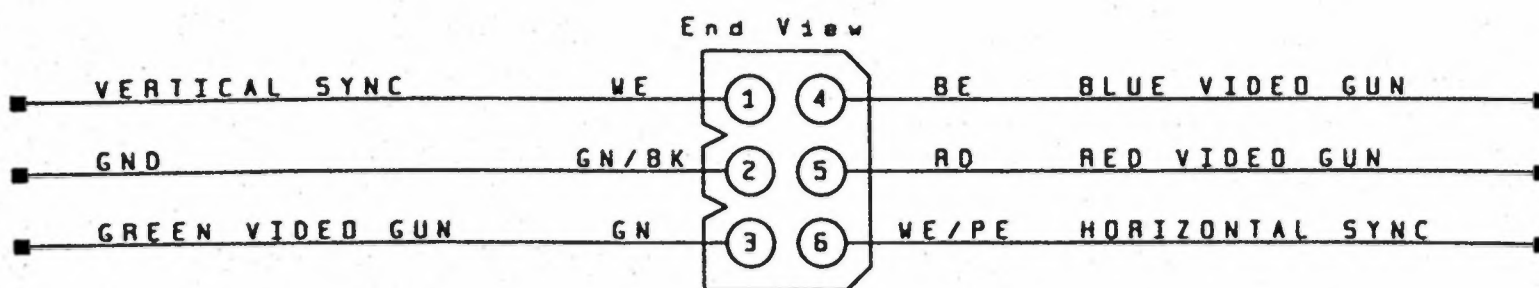 End View
VERTICAL SYNC WE 1 4 BE BLUE VIDEO GUN
GND GN/BK 2 5 RD RED VIDEO GUN
GREEN VIDEO GUN GN 3 6 WE/PE HORIZONTAL SYNC